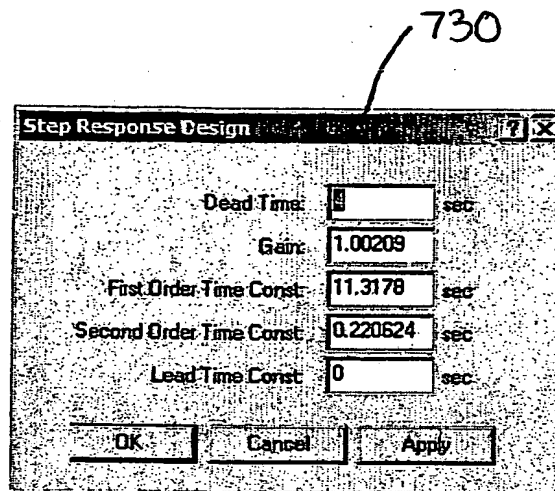 730
Step Response Design
Dead Time: sec
Gain: 1.00209
First Order Time Const: 11.3178 sec
Second Order Time Const: 0.220624 sec
Lead Time Const: 0 sec
OK Cancel Apply